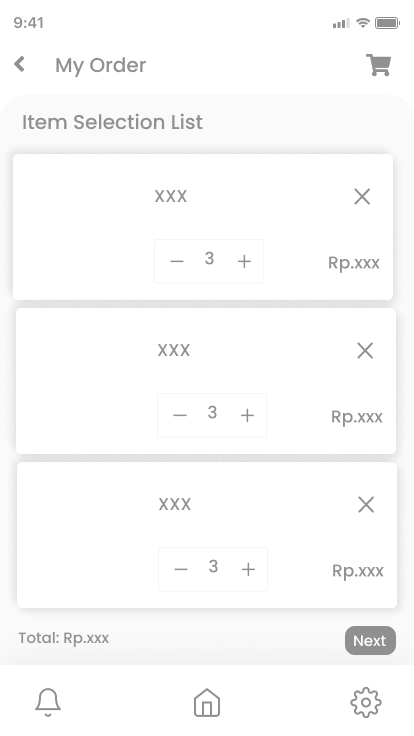 9:41
My Order
Item Selection List
XXX
3
Rp.xxx
XXX
3
Rp.xxx
XXX
3
Rp.xxx
Total: Rp.xxx
Next